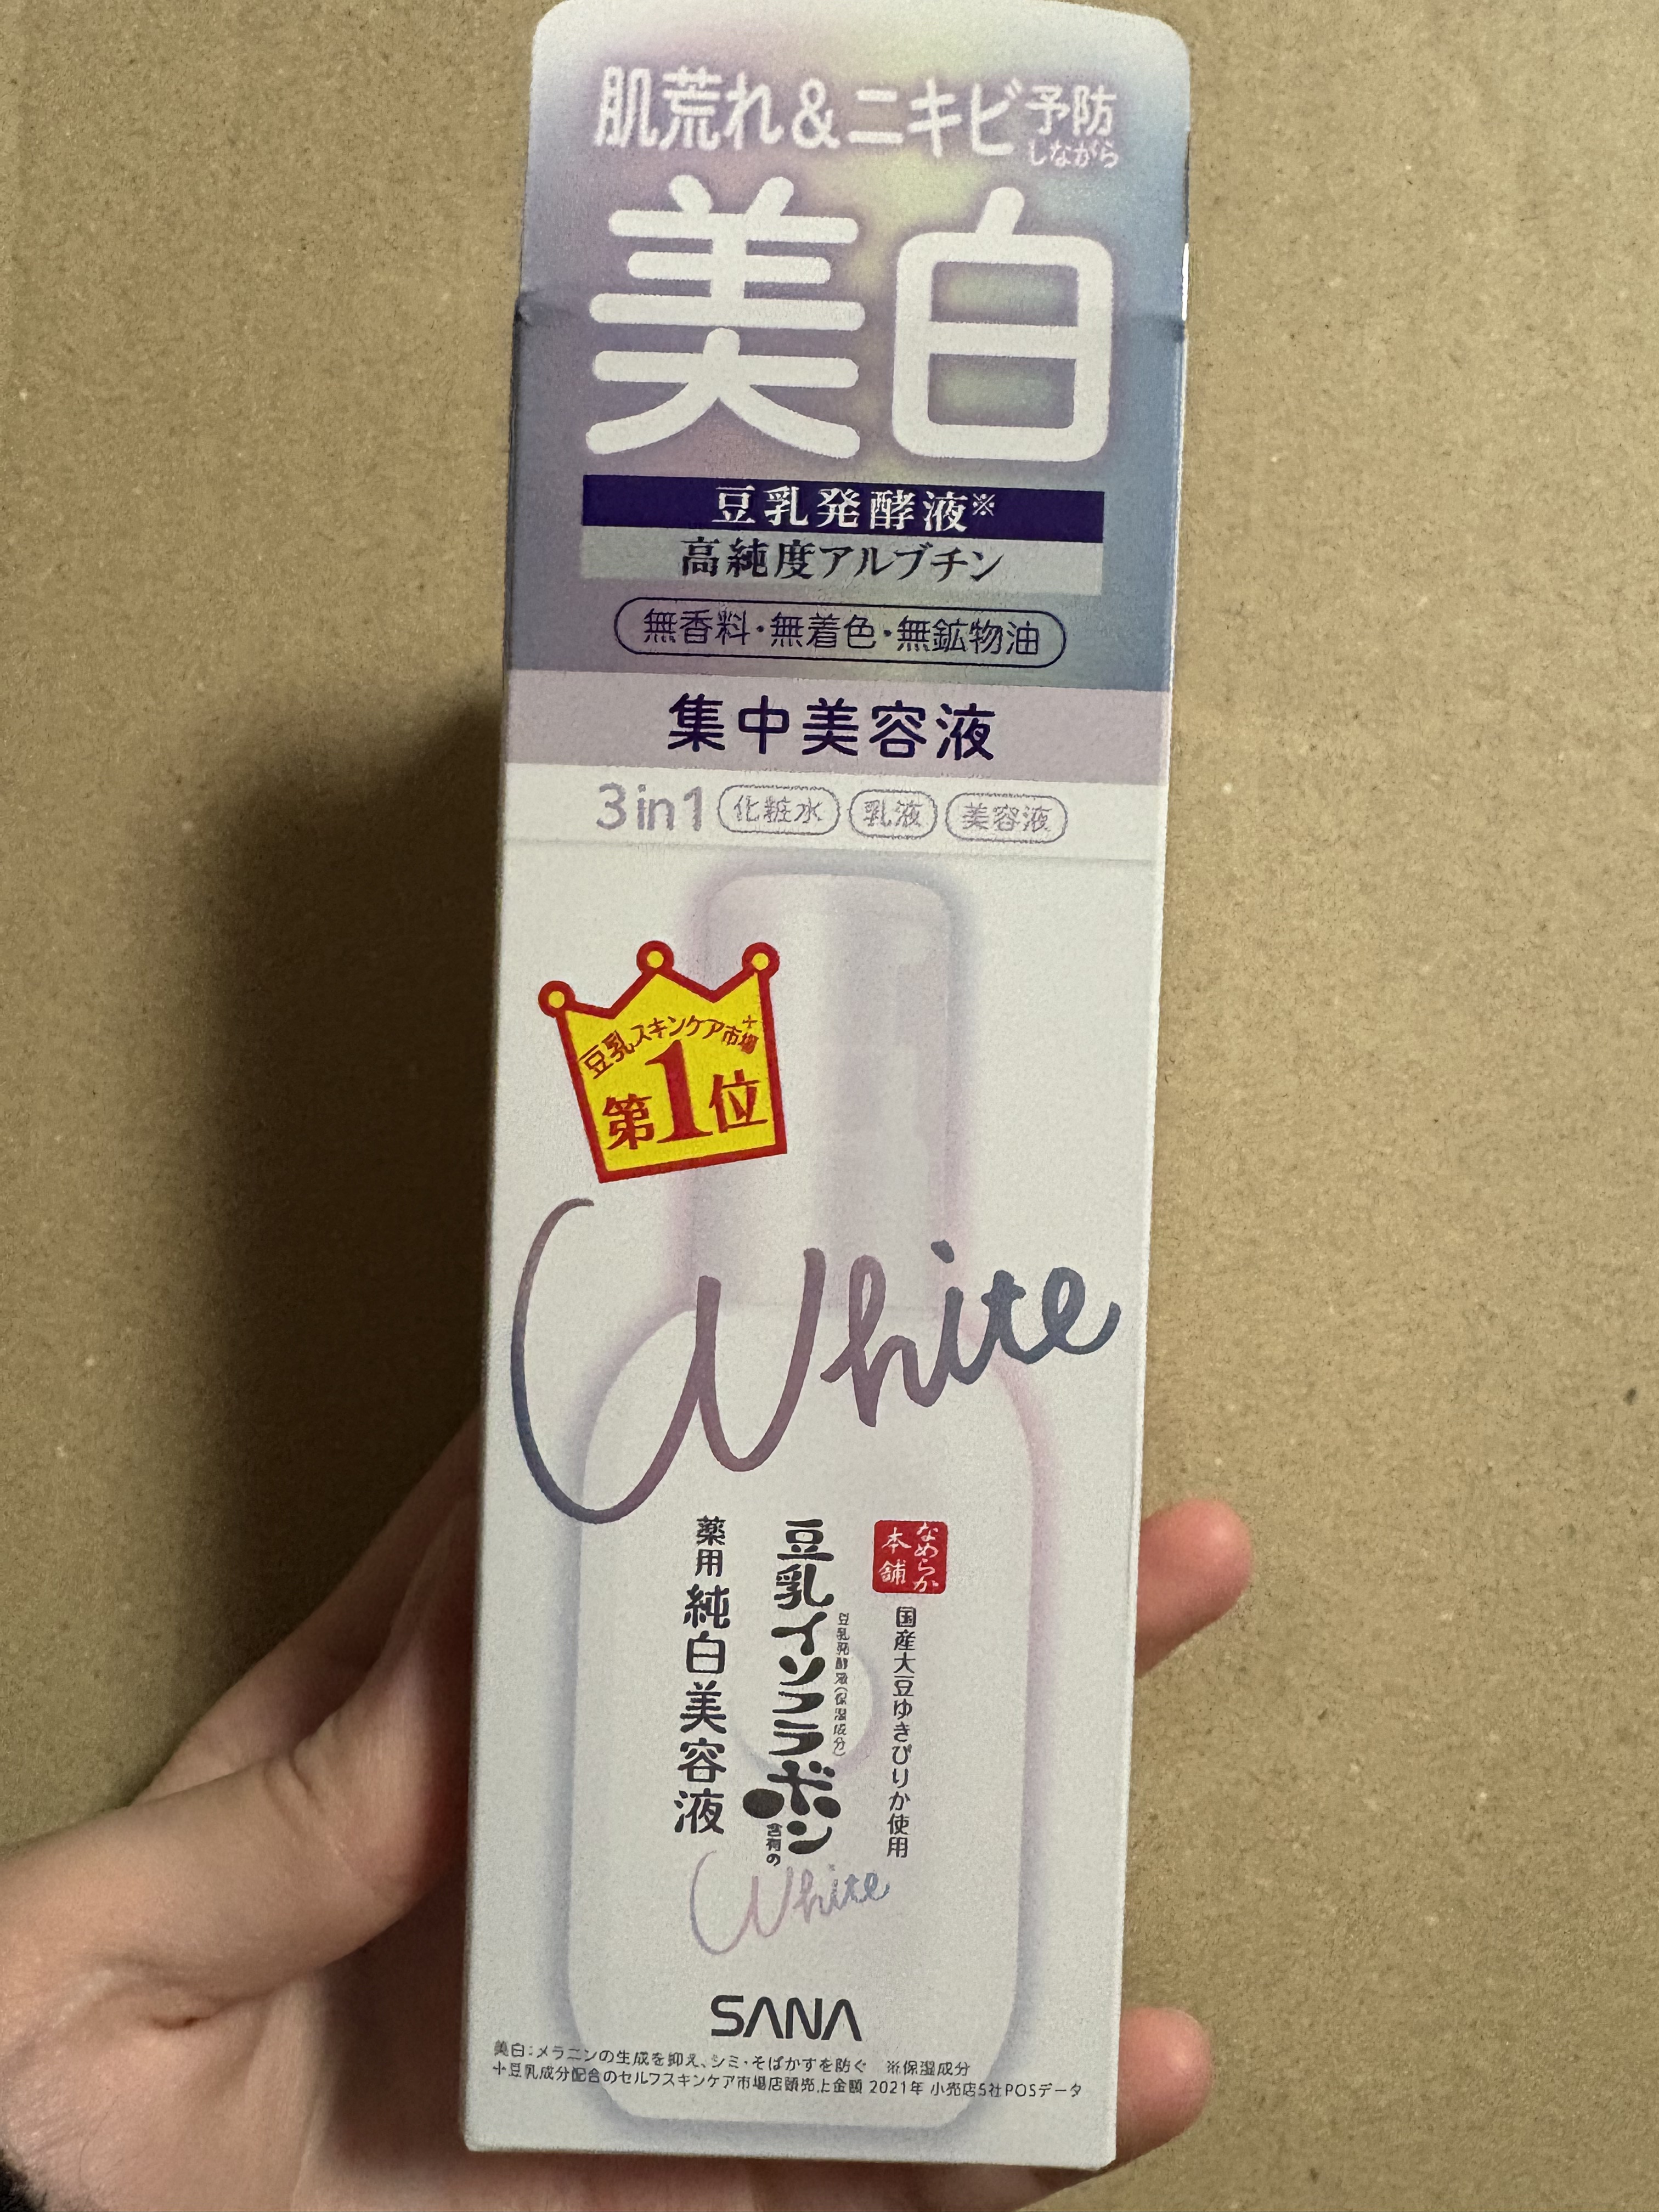 肌荒れ&ニキビ予防しながら
美白
豆乳発酵液※
高純度アルブチン
無香料・無着色・無鉱物油
集中美容液
3in1 化粧水 乳液 美容液
豆乳スキンケア市場＋
第1位
White
なめらか本舗
国産大豆ゆきぴりか使用
豆乳発酵液(保湿成分)
豆乳イソフラボン含有の
薬用 純白美容液
White
SANA
美白:メラニンの生成を抑え、シミ・そばかすを防ぐ ※保湿成分
＋豆乳成分配合のセルフスキンケア市場店頭売上金額 2021年 小売店5社POSデータ